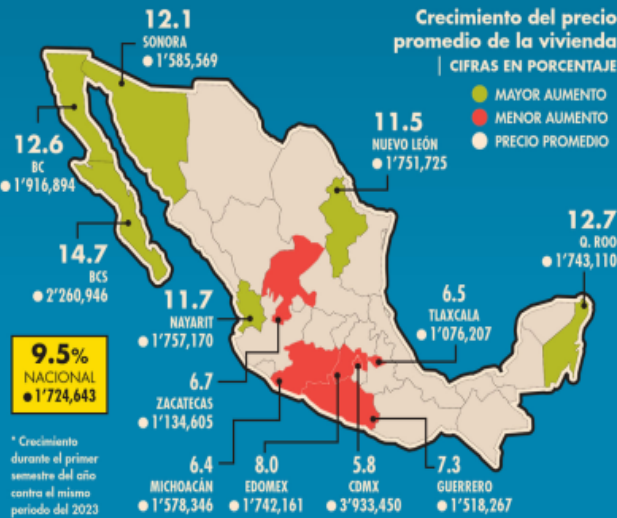 Crecimiento del precio
promedio de la vivienda
CIFRAS EN PORCENTAJE
MAYOR AUMENTO
MENOR AUMENTO
PRECIO PROMEDIO
12.1
SONORA
1'585,569
12.6
BC
1'916,894
14.7
BCS
2'260,946
11.5
NUEVO LEÓN
1'751,725
12.7
Q. ROO
1'743,110
11.7
NAYARIT
1'757,170
6.5
TLAXCALA
1'076,207
9.5%
NACIONAL
1'724,643
6.7
ZACATECAS
1'134,605
6.4
MICHOACÁN
1'578,346
8.0
EDOMEX
1'742,161
5.8
CDMX
3'933,450
7.3
GUERRERO
1'518,267
* Crecimiento
durante el primer
semestre del año
contra el mismo
periodo del 2023